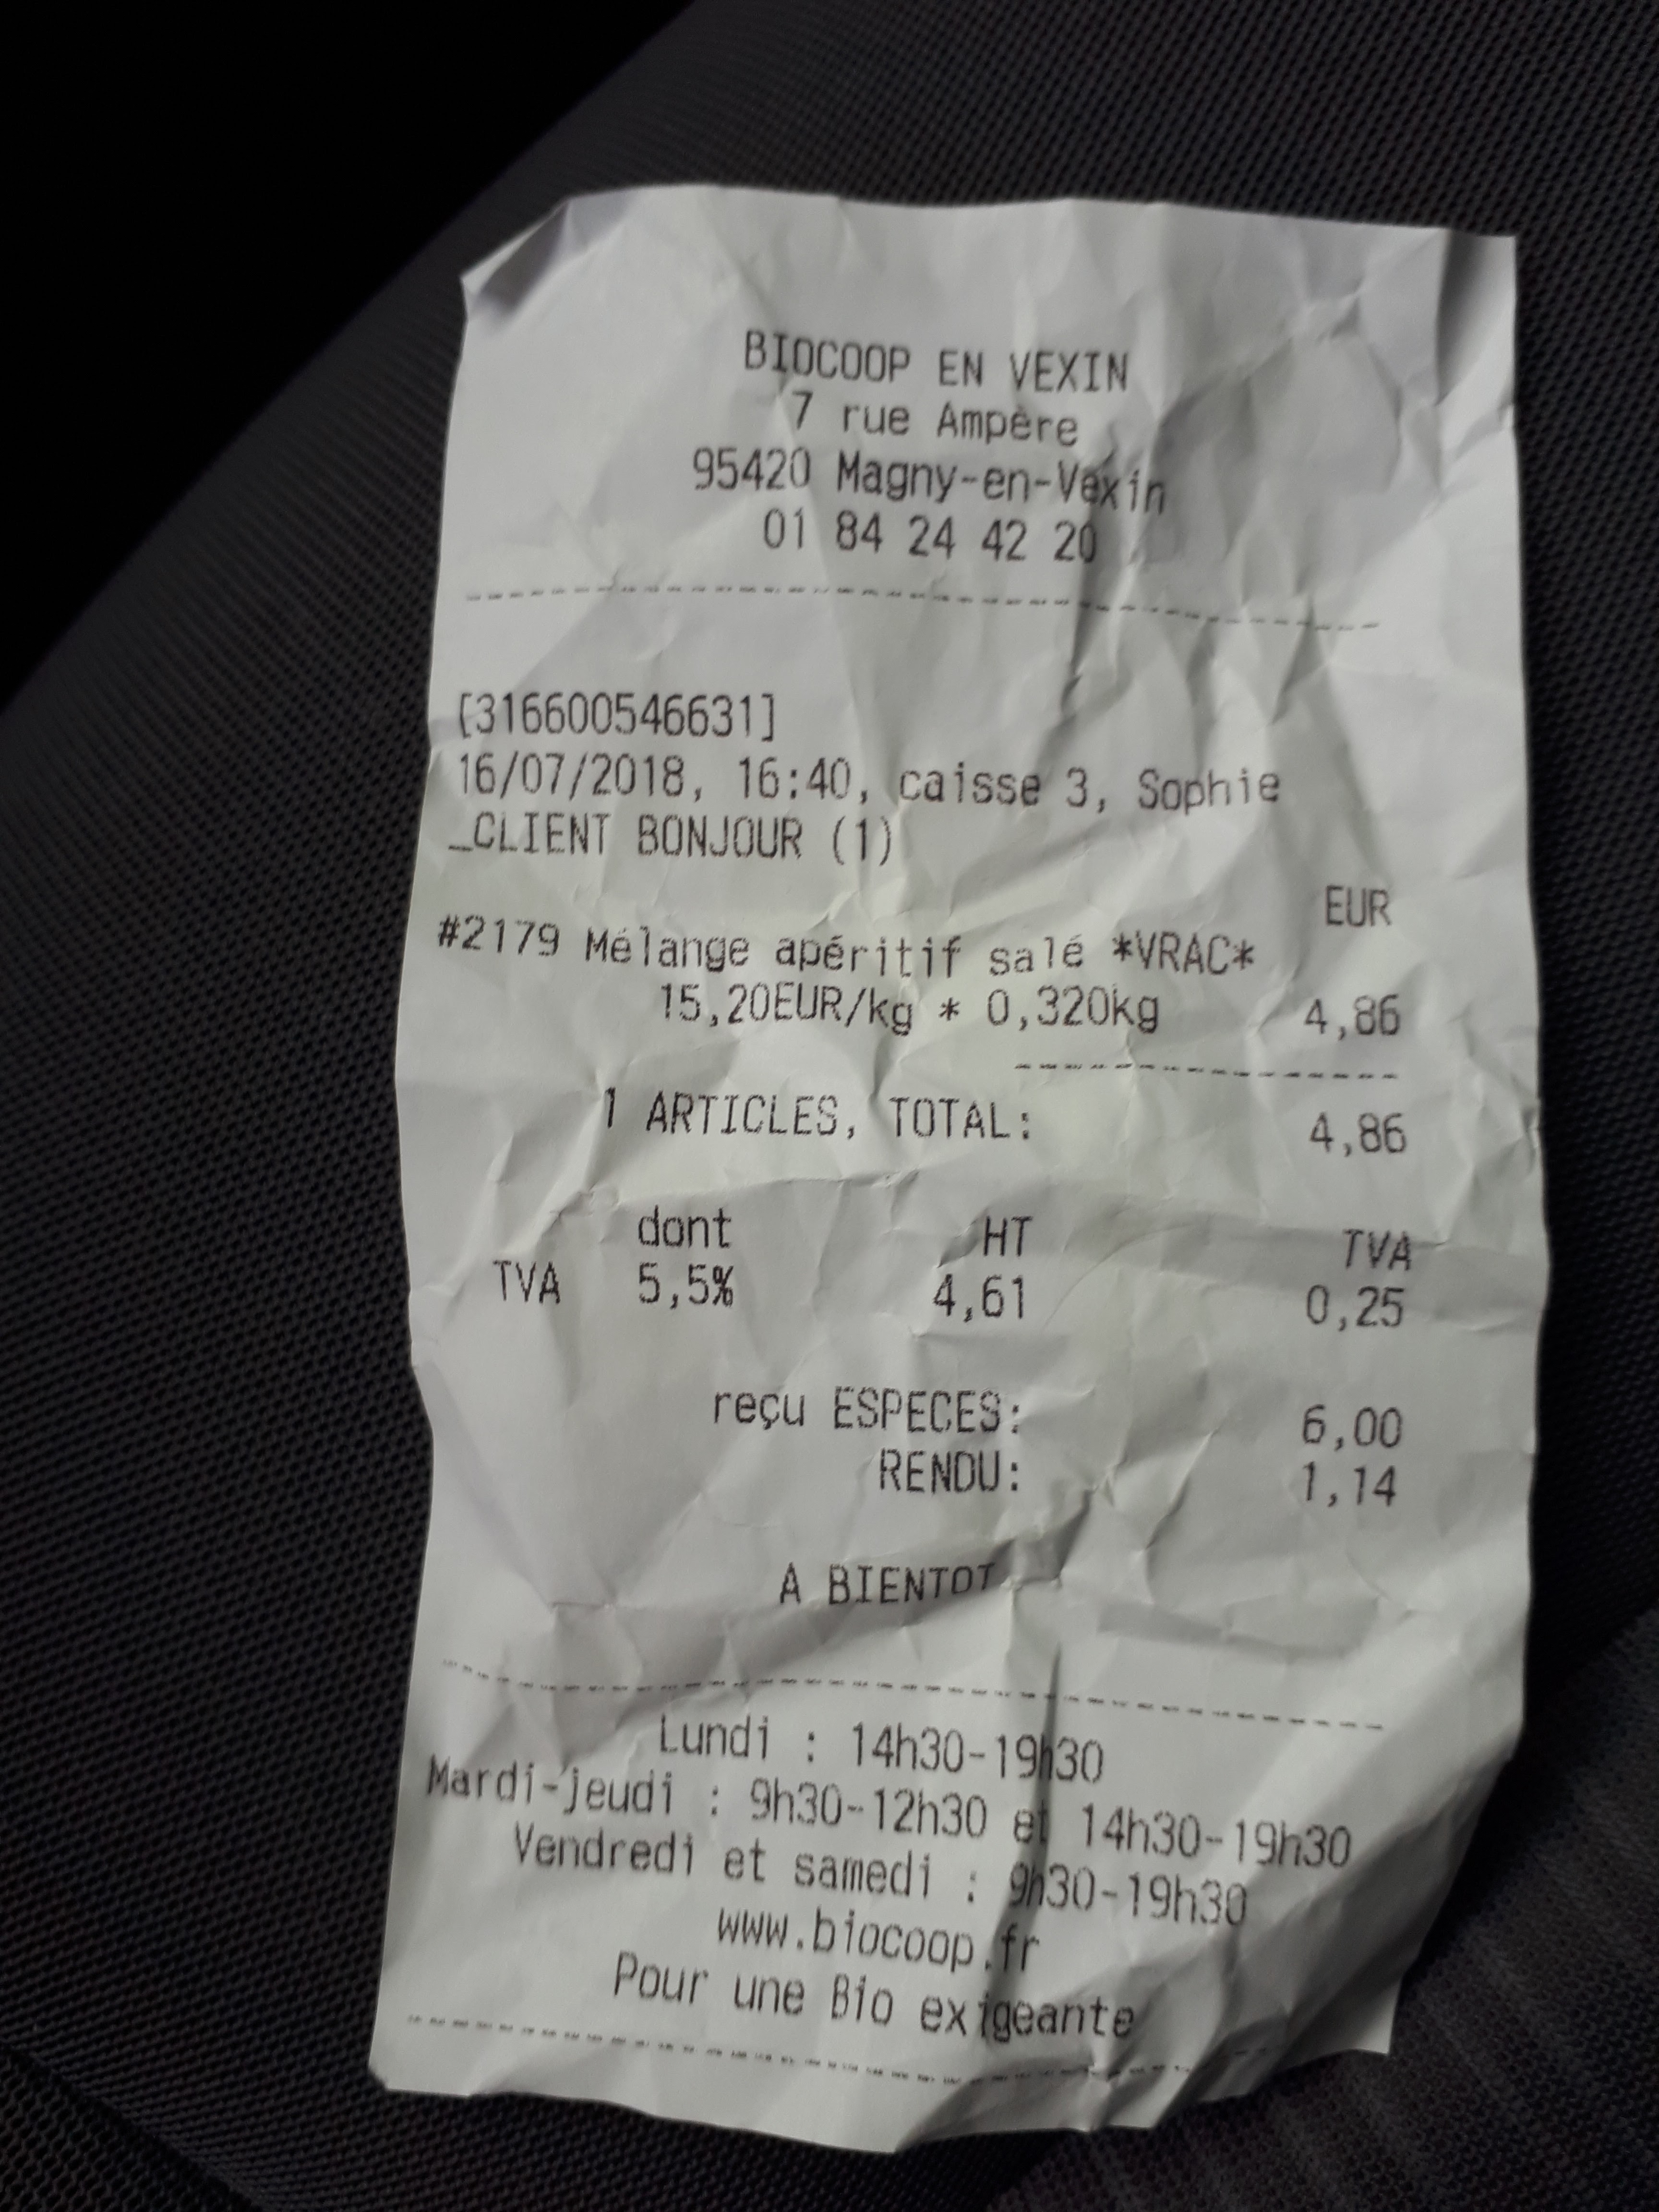 BIOCOOP EN VEXIN
7 rue Ampère
95420 Magny-en-Vexin
01 84 24 42 20
[316600546631]
16/07/2018, 16:40, caisse 3, Sophie
_CLIENT BONJOUR (1)
EUR
#2179 Mélange apéritif salé *VRAC*
15,20EUR/kg * 0,320kg 4,86
1 ARTICLES, TOTAL: 4,86
dont HT TVA
TVA 5,5% 4,61 0,25
reçu ESPECES: 6,00
RENDU: 1,14
A BIENTOT
Lundi : 14h30-19h30
Mardi-jeudi : 9h30-12h30 et 14h30-19h30
Vendredi et samedi : 9h30-19h30
www.biocoop.fr
Pour une Bio exigeante